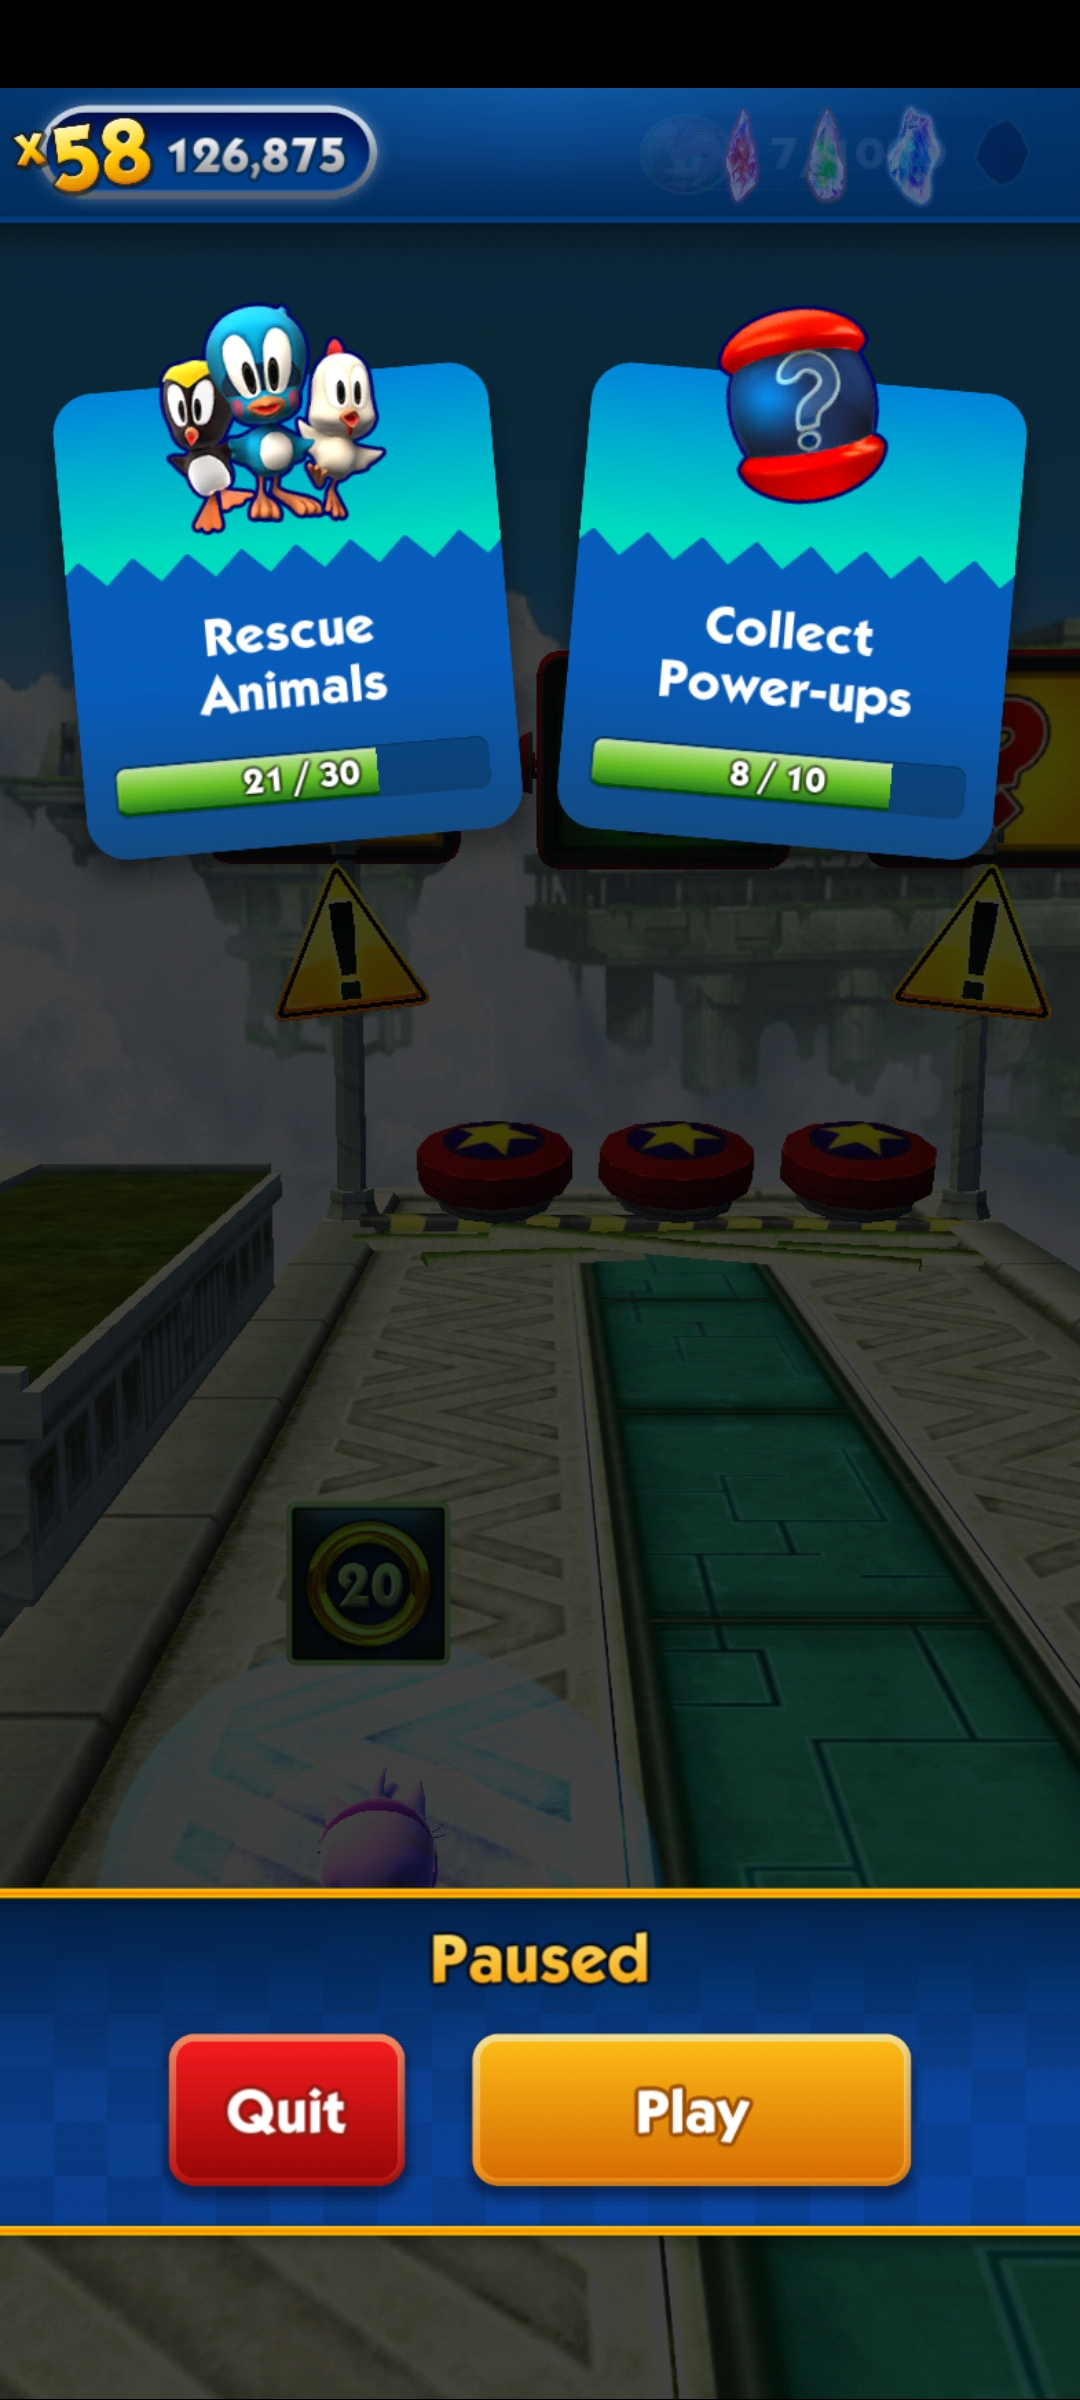 x58 126,875
?
Rescue
Animals
21 / 30
Collect
Power-ups
8 / 10
?
!
!
20
Paused
Quit
Play